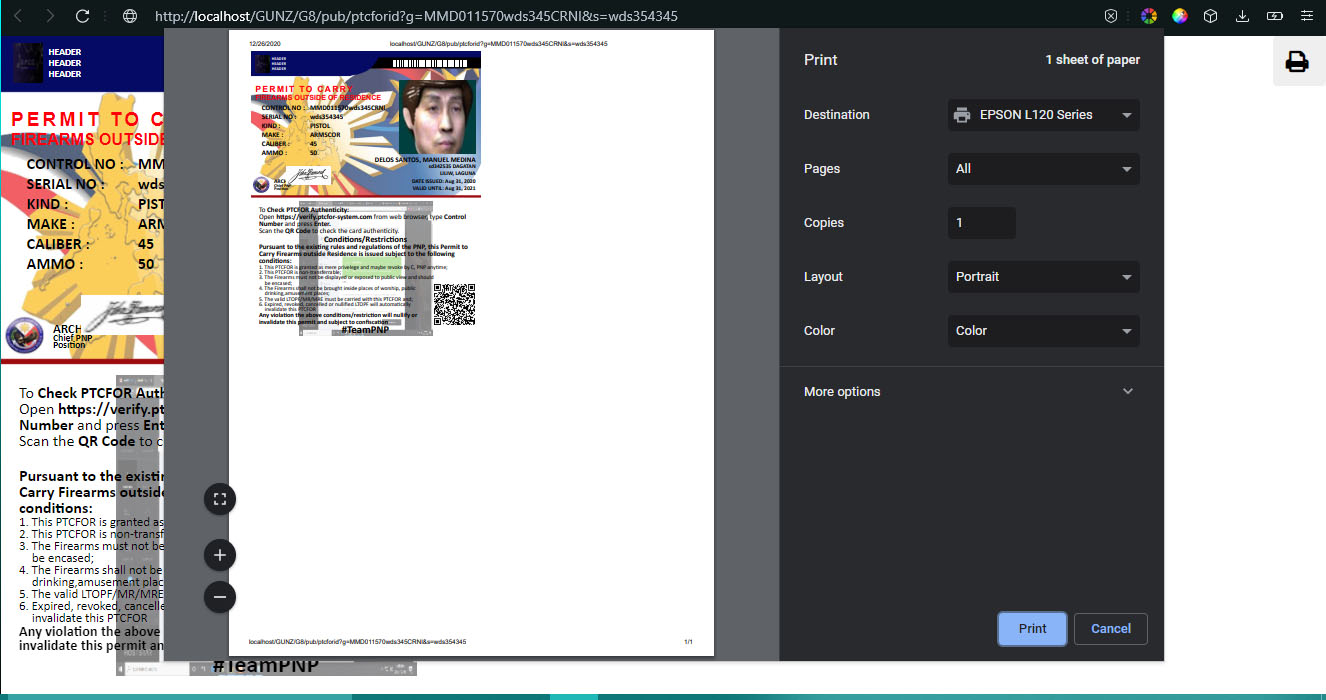 http://localhost/GUNZ/G8/pub/ptcforid?g=MMD011570wds345CRNI&s=wds354345
HEADER
HEADER
HEADER
PERMIT TO C
FIREARMS OUTSIDE
CONTROL NO : MM
SERIAL NO : wds
KIND : PIST
MAKE : ARM
CALIBER : 45
AMMO : 50
ARCH
Chief,PNP
Position
To Check PTCFOR Auth
Open https://verify.pt
Number and press Ent
Scan the QR Code to c
Pursuant to the existin
Carry Firearms outside
conditions:
1. This PTCFOR is granted as
2. This PTCFOR is non-transf
3. The Firearms must not be
be encased;
4. The Firearms shall not be
drinking,amusement plac
5. The valid LTOPF/MR/MRE
6. Expired, revoked, cancelle
invalidate this PTCFOR
Any violation the above
invalidate this permit an
#TeamPNP
12/26/2020 localhost/GUNZ/G8/pub/ptcforid?g=MMD011570wds345CRNI&s=wds354345
HEADER
HEADER
HEADER
PERMIT TO CARRY
FIREARMS OUTSIDE OF RESIDENCE
CONTROL NO : MMD011570wds345CRNI
SERIAL NO : wds354345
KIND : PISTOL
MAKE : ARMSCOR
CALIBER : 45
AMMO : 50
DELOS SANTOS, MANUEL MEDINA
sd342535 DAGATAN
LILIW, LAGUNA
DATE ISSUED: Aug 31, 2020
VALID UNTIL: Aug 31, 2021
ARCH
Chief,PNP
Position
To Check PTCFOR Authenticity:
Open https://verify.ptcfor-system.com from web browser, type Control
Number and press Enter.
Scan the QR Code to check the card authenticity.
Conditions/Restrictions
Pursuant to the existing rules and regulations of the PNP, this Permit to
Carry Firearms outside Residence is issued subject to the following
conditions:
1. This PTCFOR is granted as mere privelege and maybe revoke by C, PNP anytime;
2. This PTCFOR is non-transferrable;
3. The Firearms must not be displayed or exposed to public view and should
be encased;
4. The Firearms shall not be brought inside places of worship, public
drinking,amusement places;
5. The valid LTOPF/MR/MRE must be carried with this PTCFOR and;
6. Expired, revoked, cancelled or nullified LTOPF will automatically
invalidate this PTCFOR
Any violation the above conditions/restriction will nullify or
invalidate this permit and subject to confiscation
#TeamPNP
localhost/GUNZ/G8/pub/ptcforid?g=MMD011570wds345CRNI&s=wds354345 1/1
Print 1 sheet of paper
Destination EPSON L120 Series
Pages All
Copies 1
Layout Portrait
Color Color
More options
Print Cancel